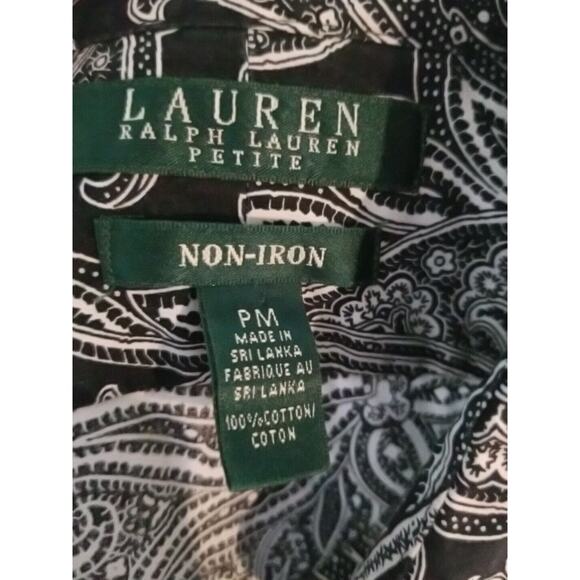 LAUREN
RALPH LAUREN
PETITE
NON-IRON
PM
MADE IN
SRI LANKA
FABRIQUE AU
SRI LANKA
100%COTTON/
COTON